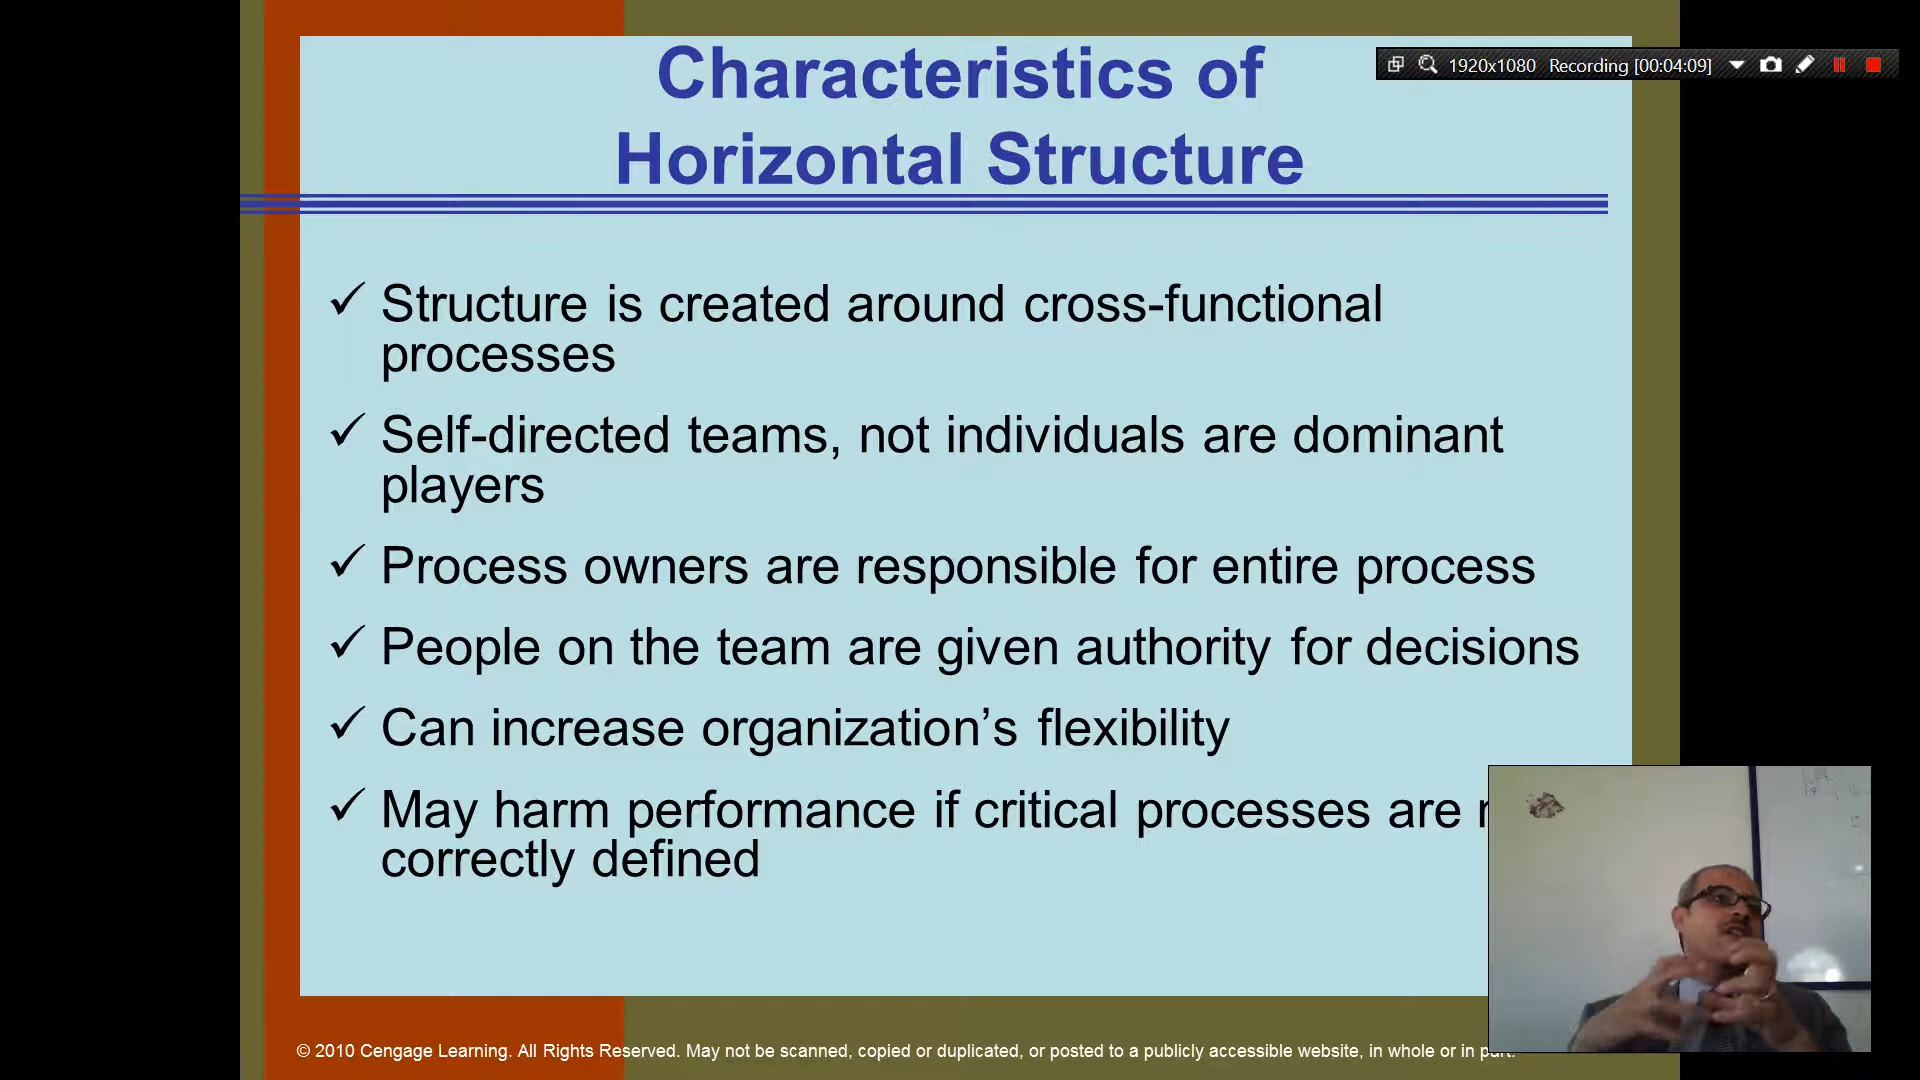 Characteristics of
1920x1080 Recording [00:04:09]
Horizontal Structure
✓ Structure is created around cross-functional
processes
✓ Self-directed teams, not individuals are dominant
players
✓ Process owners are responsible for entire process
✓ People on the team are given authority for decisions
✓ Can increase organization’s flexibility
✓ May harm performance if critical processes are
correctly defined
© 2010 Cengage Learning. All Rights Reserved. May not be scanned, copied or duplicated, or posted to a publicly accessible website, in whole or in part.